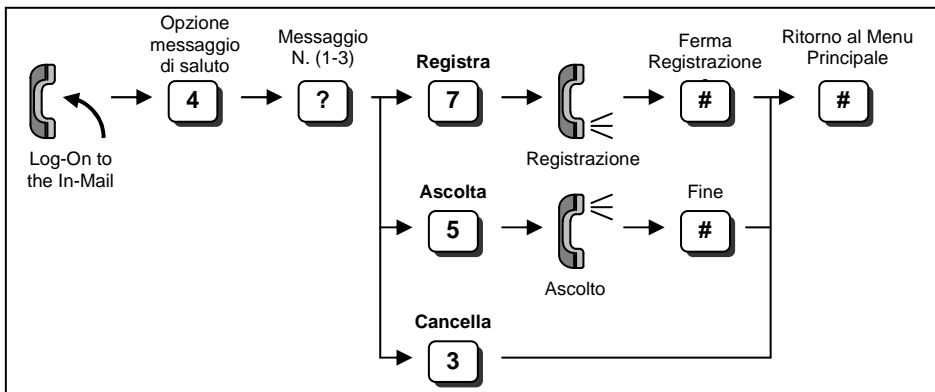 Opzione
messaggio
di saluto
Messaggio
N. (1-3)
Registra
Ferma
Registrazione
Ritorno al Menu
Principale
4
?
7
#
#
Log-On to
the In-Mail
Registrazione
Ascolta
Fine
5
#
Ascolto
Cancella
3